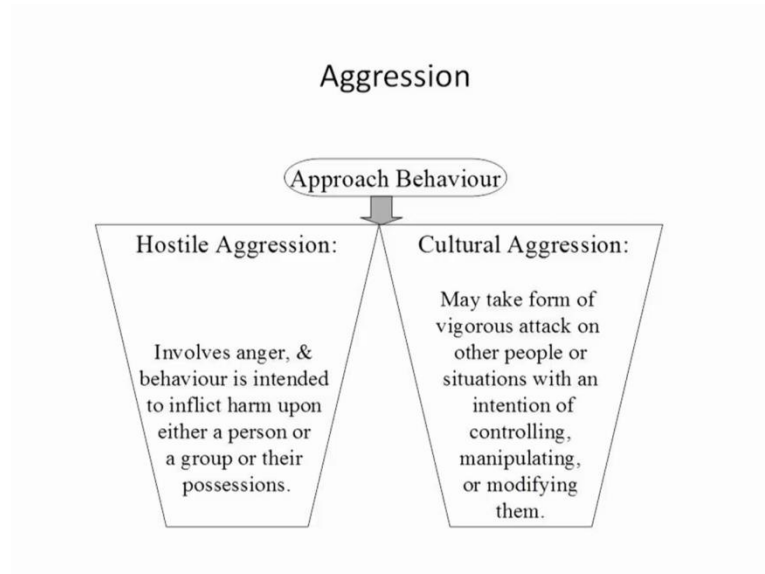 Aggression
Approach Behaviour
Hostile Aggression:
Involves anger, &
behaviour is intended
to inflict harm upon
either a person or
a group or their
possessions.
Cultural Aggression:
May take form of
vigorous attack on
other people or
situations with an
intention of
controlling,
manipulating,
or modifying
them.